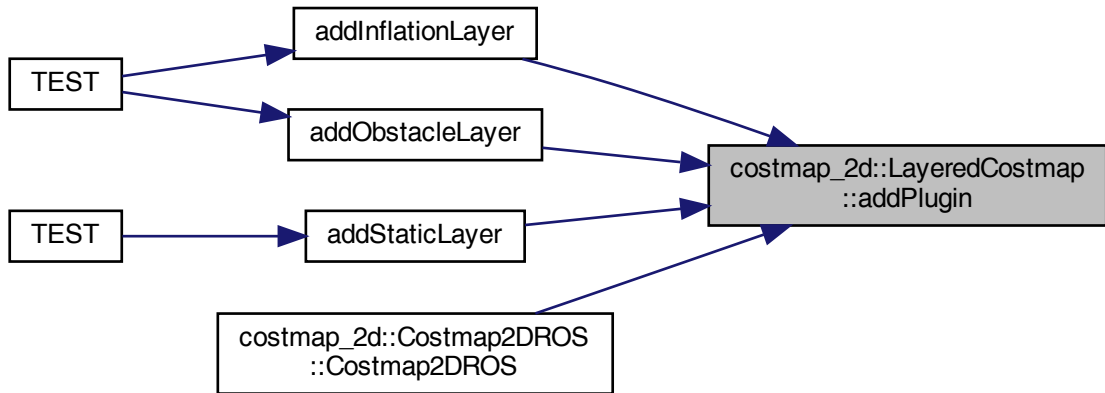 addInflationLayer
TEST
addObstacleLayer
costmap_2d::LayeredCostmap
::addPlugin
TEST
addStaticLayer
costmap_2d::Costmap2DROS
::Costmap2DROS